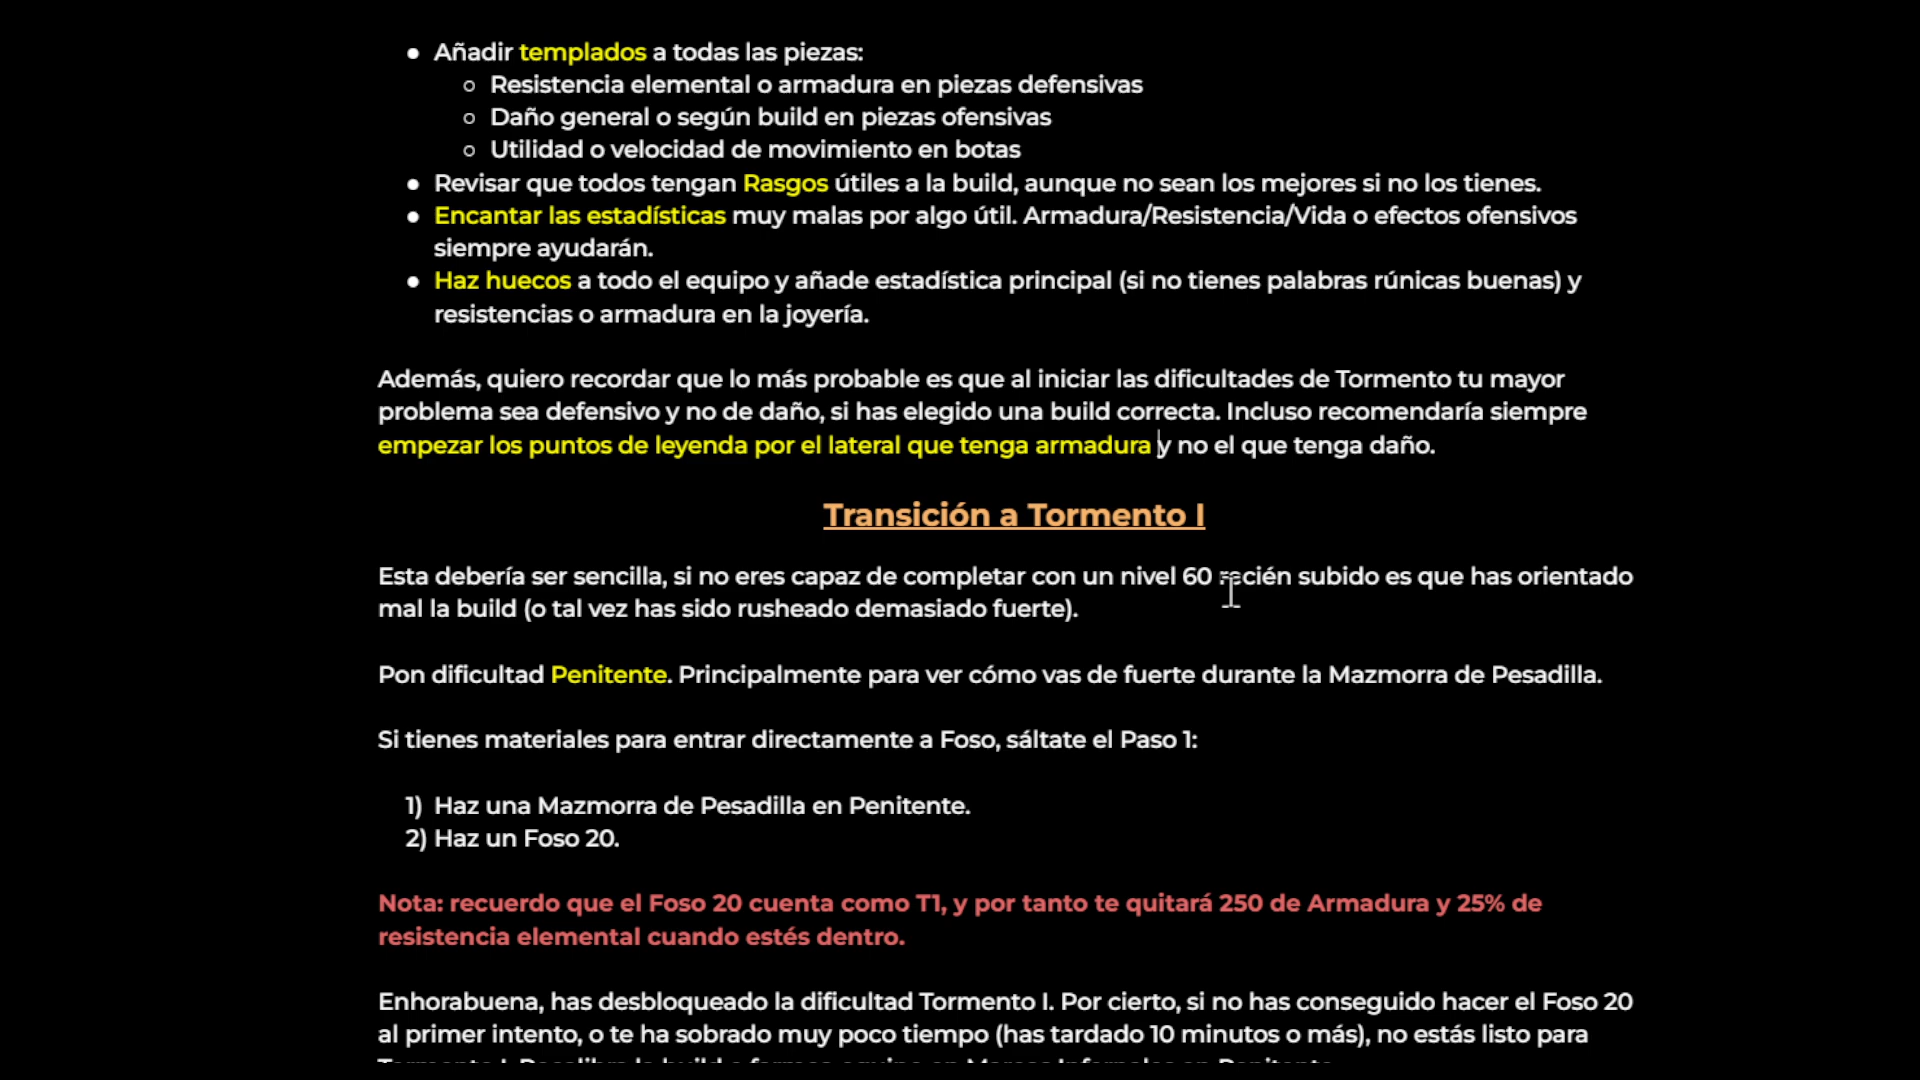 ● Añadir templados a todas las piezas:
○ Resistencia elemental o armadura en piezas defensivas
○ Daño general o según build en piezas ofensivas
○ Utilidad o velocidad de movimiento en botas
● Revisar que todos tengan Rasgos útiles a la build, aunque no sean los mejores si no los tienes.
● Encantar las estadísticas muy malas por algo útil. Armadura/Resistencia/Vida o efectos ofensivos
siempre ayudarán.
● Haz huecos a todo el equipo y añade estadística principal (si no tienes palabras rúnicas buenas) y
resistencias o armadura en la joyería.
Además, quiero recordar que lo más probable es que al iniciar las dificultades de Tormento tu mayor
problema sea defensivo y no de daño, si has elegido una build correcta. Incluso recomendaría siempre
empezar los puntos de leyenda por el lateral que tenga armadura y no el que tenga daño.
Transición a Tormento I
Esta debería ser sencilla, si no eres capaz de completar con un nivel 60 recién subido es que has orientado
mal la build (o tal vez has sido rusheado demasiado fuerte).
Pon dificultad Penitente. Principalmente para ver cómo vas de fuerte durante la Mazmorra de Pesadilla.
Si tienes materiales para entrar directamente a Foso, sáltate el Paso 1:
1) Haz una Mazmorra de Pesadilla en Penitente.
2) Haz un Foso 20.
Nota: recuerdo que el Foso 20 cuenta como T1, y por tanto te quitará 250 de Armadura y 25% de
resistencia elemental cuando estés dentro.
Enhorabuena, has desbloqueado la dificultad Tormento I. Por cierto, si no has conseguido hacer el Foso 20
al primer intento, o te ha sobrado muy poco tiempo (has tardado 10 minutos o más), no estás listo para